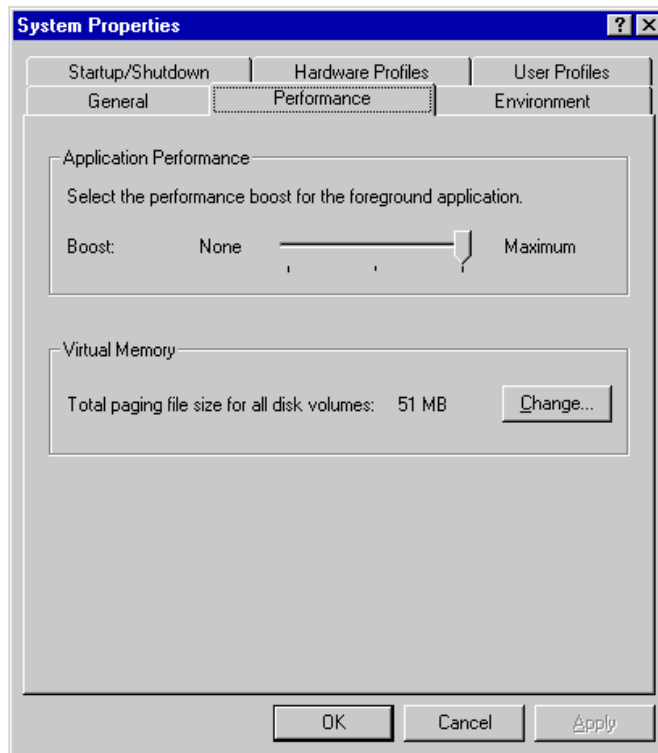 System Properties
Startup/Shutdown Hardware Profiles User Profiles
General Performance Environment
Application Performance
Select the performance boost for the foreground application.
Boost: None Maximum
Virtual Memory
Total paging file size for all disk volumes: 51 MB Change...
OK Cancel Apply